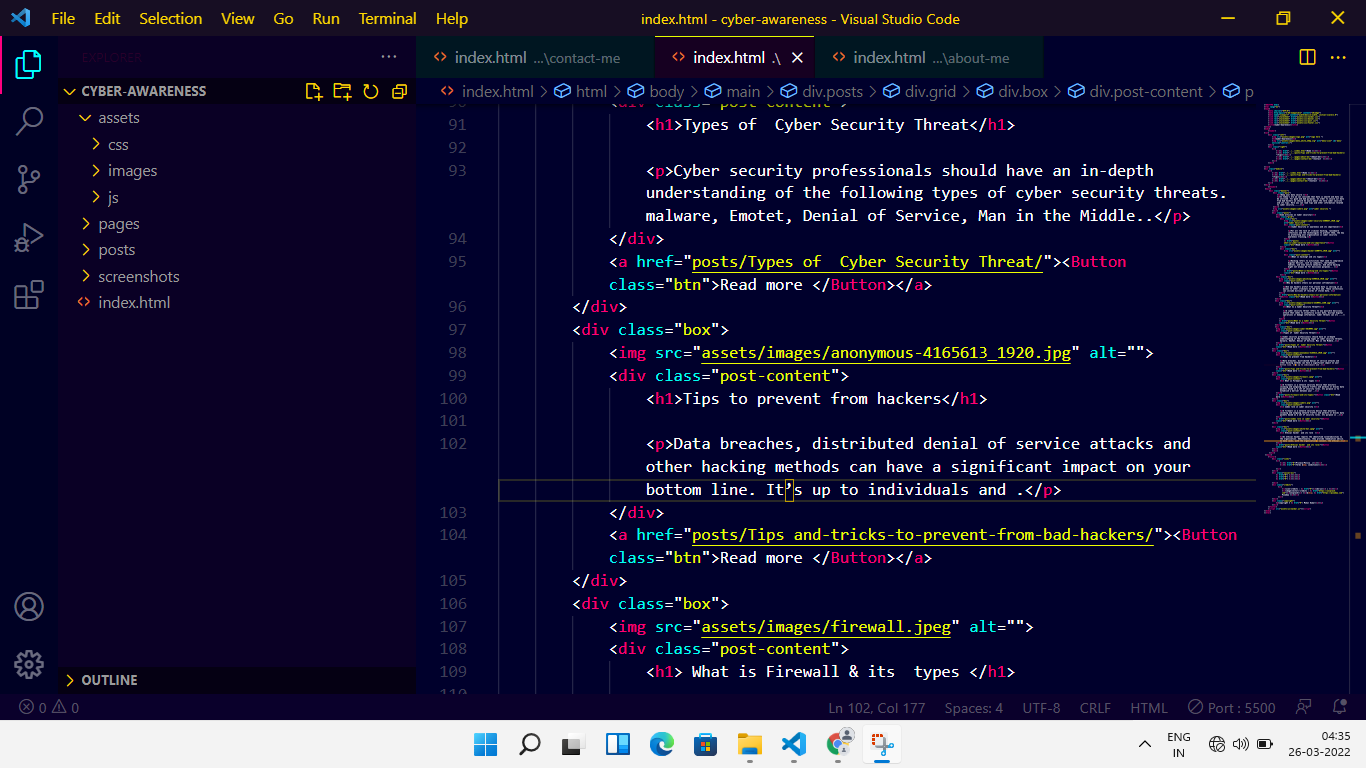 File Edit Selection View Go Run Terminal Help
index.html - cyber-awareness - Visual Studio Code
EXPLORER
index.html ...\contact-me
index.html .\
index.html ...\about-me
CYBER-AWARENESS
index.html > html > body > main > div.posts > div.grid > div.box > div.post-content > p
assets
css
images
js
pages
posts
screenshots
index.html
OUTLINE
90 <div class="post-content">
91 <h1>Types of  Cyber Security Threat</h1>
92
93 <p>Cyber security professionals should have an in-depth
understanding of the following types of cyber security threats.
malware, Emotet, Denial of Service, Man in the Middle..</p>
94 </div>
95 <a href="posts/Types of  Cyber Security Threat/"><Button
class="btn">Read more </Button></a>
96 </div>
97 <div class="box">
98 <img src="assets/images/anonymous-4165613_1920.jpg" alt="">
99 <div class="post-content">
100 <h1>Tips to prevent from hackers</h1>
101
102 <p>Data breaches, distributed denial of service attacks and
other hacking methods can have a significant impact on your
bottom line. It’s up to individuals and .</p>
103 </div>
104 <a href="posts/Tips and-tricks-to-prevent-from-bad-hackers/"><Button
class="btn">Read more </Button></a>
105 </div>
106 <div class="box">
107 <img src="assets/images/firewall.jpeg" alt="">
108 <div class="post-content">
109 <h1> What is Firewall & its  types </h1>
110
0 0
Ln 102, Col 177 Spaces: 4 UTF-8 CRLF HTML Port : 5500
ENG
IN
04:35
26-03-2022